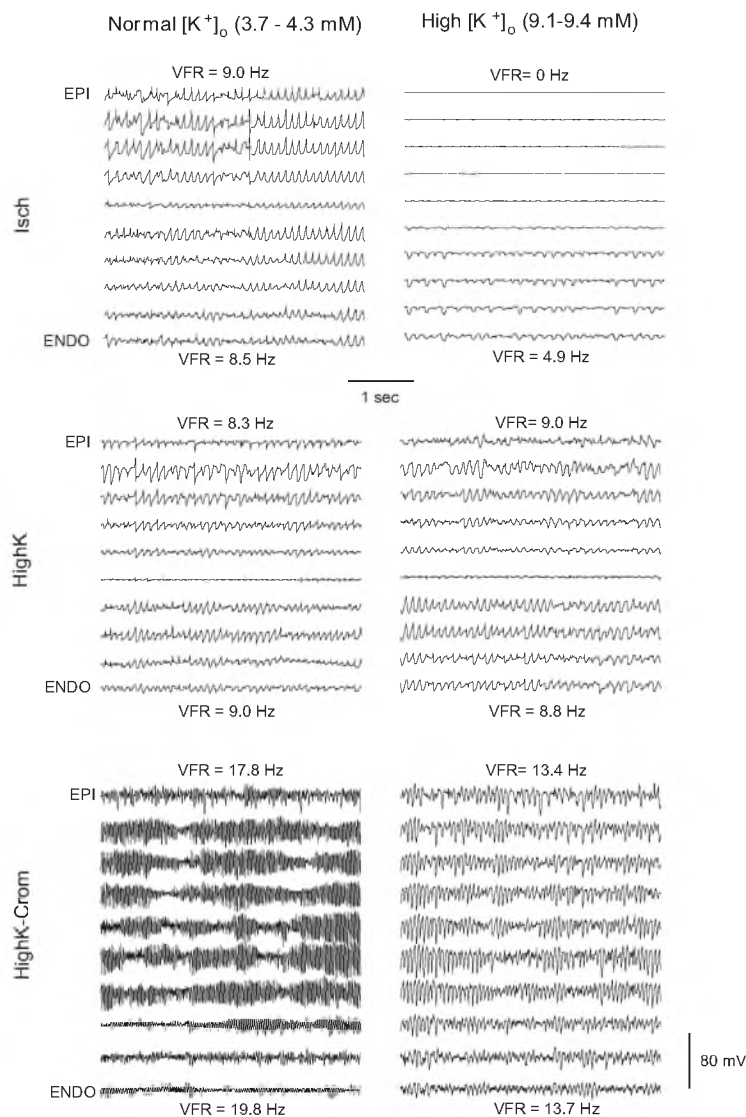 Normal [K⁺]ₒ (3.7 - 4.3 mM)
High [K⁺]ₒ (9.1-9.4 mM)
VFR = 9.0 Hz
VFR= 0 Hz
EPI
Isch
ENDO
VFR = 8.5 Hz
VFR = 4.9 Hz
1 sec
VFR = 8.3 Hz
VFR= 9.0 Hz
EPI
HighK
ENDO
VFR = 9.0 Hz
VFR = 8.8 Hz
VFR = 17.8 Hz
VFR= 13.4 Hz
EPI
HighK-Crom
80 mV
ENDO
VFR = 19.8 Hz
VFR = 13.7 Hz